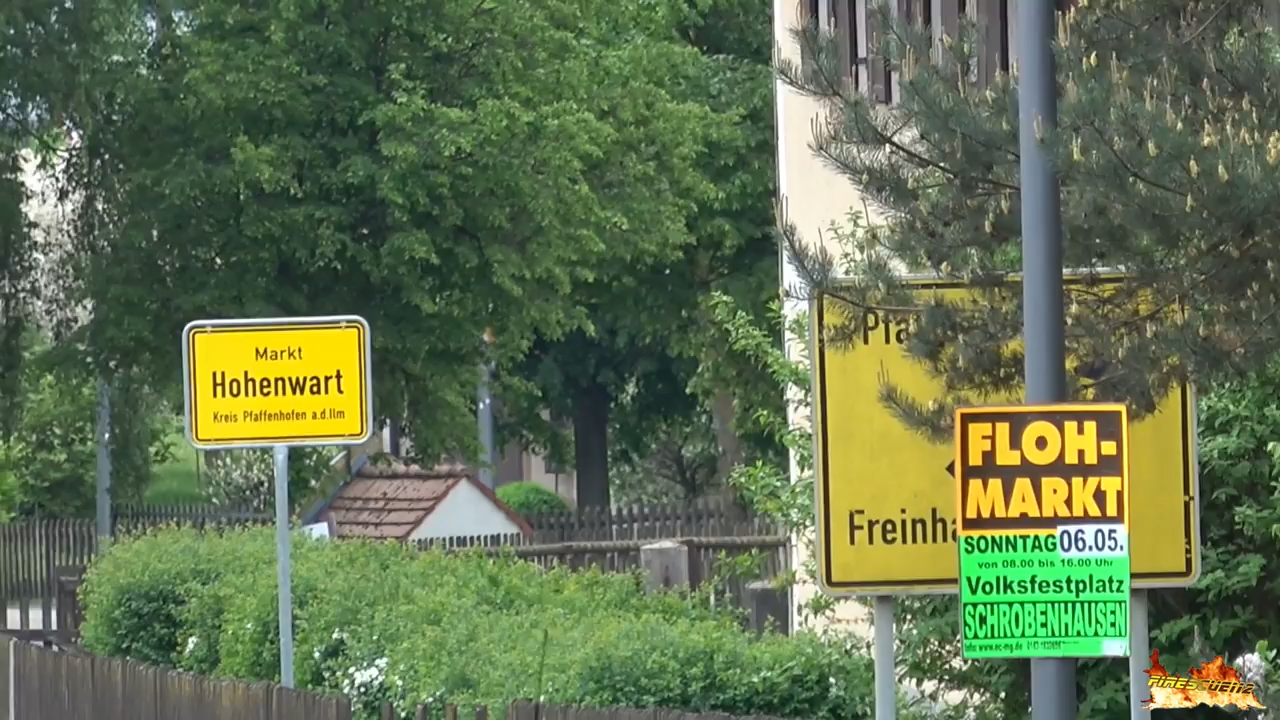 Markt
Hohenwart
Kreis Pfaffenhofen a.d.Ilm
FLOH-
MARKT
SONNTAG 06.05.
von 08.00 bis 16.00 Uhr
Volksfestplatz
SCHROBENHAUSEN